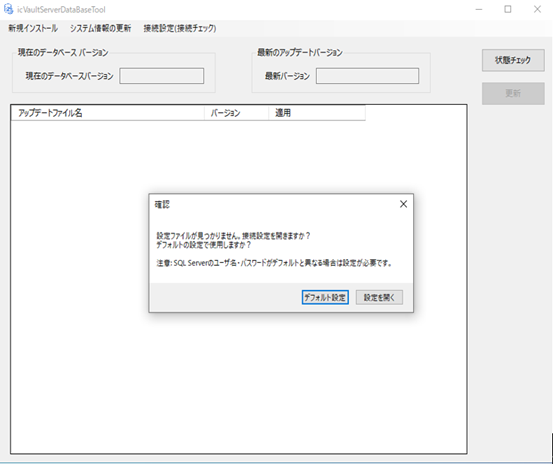 icVaultServerDataBaseTool
新規インストール システム情報の更新 接続設定(接続チェック)
現在のデータベース バージョン
現在のデータベースバージョン
最新のアップデートバージョン
最新バージョン
状態チェック
更新
アップデートファイル名 バージョン 適用
確認
設定ファイルが見つかりません。接続設定を開きますか?
デフォルトの設定で使用しますか?
注意: SQL Serverのユーザ名・パスワードがデフォルトと異なる場合は設定が必要です。
デフォルト設定 設定を開く